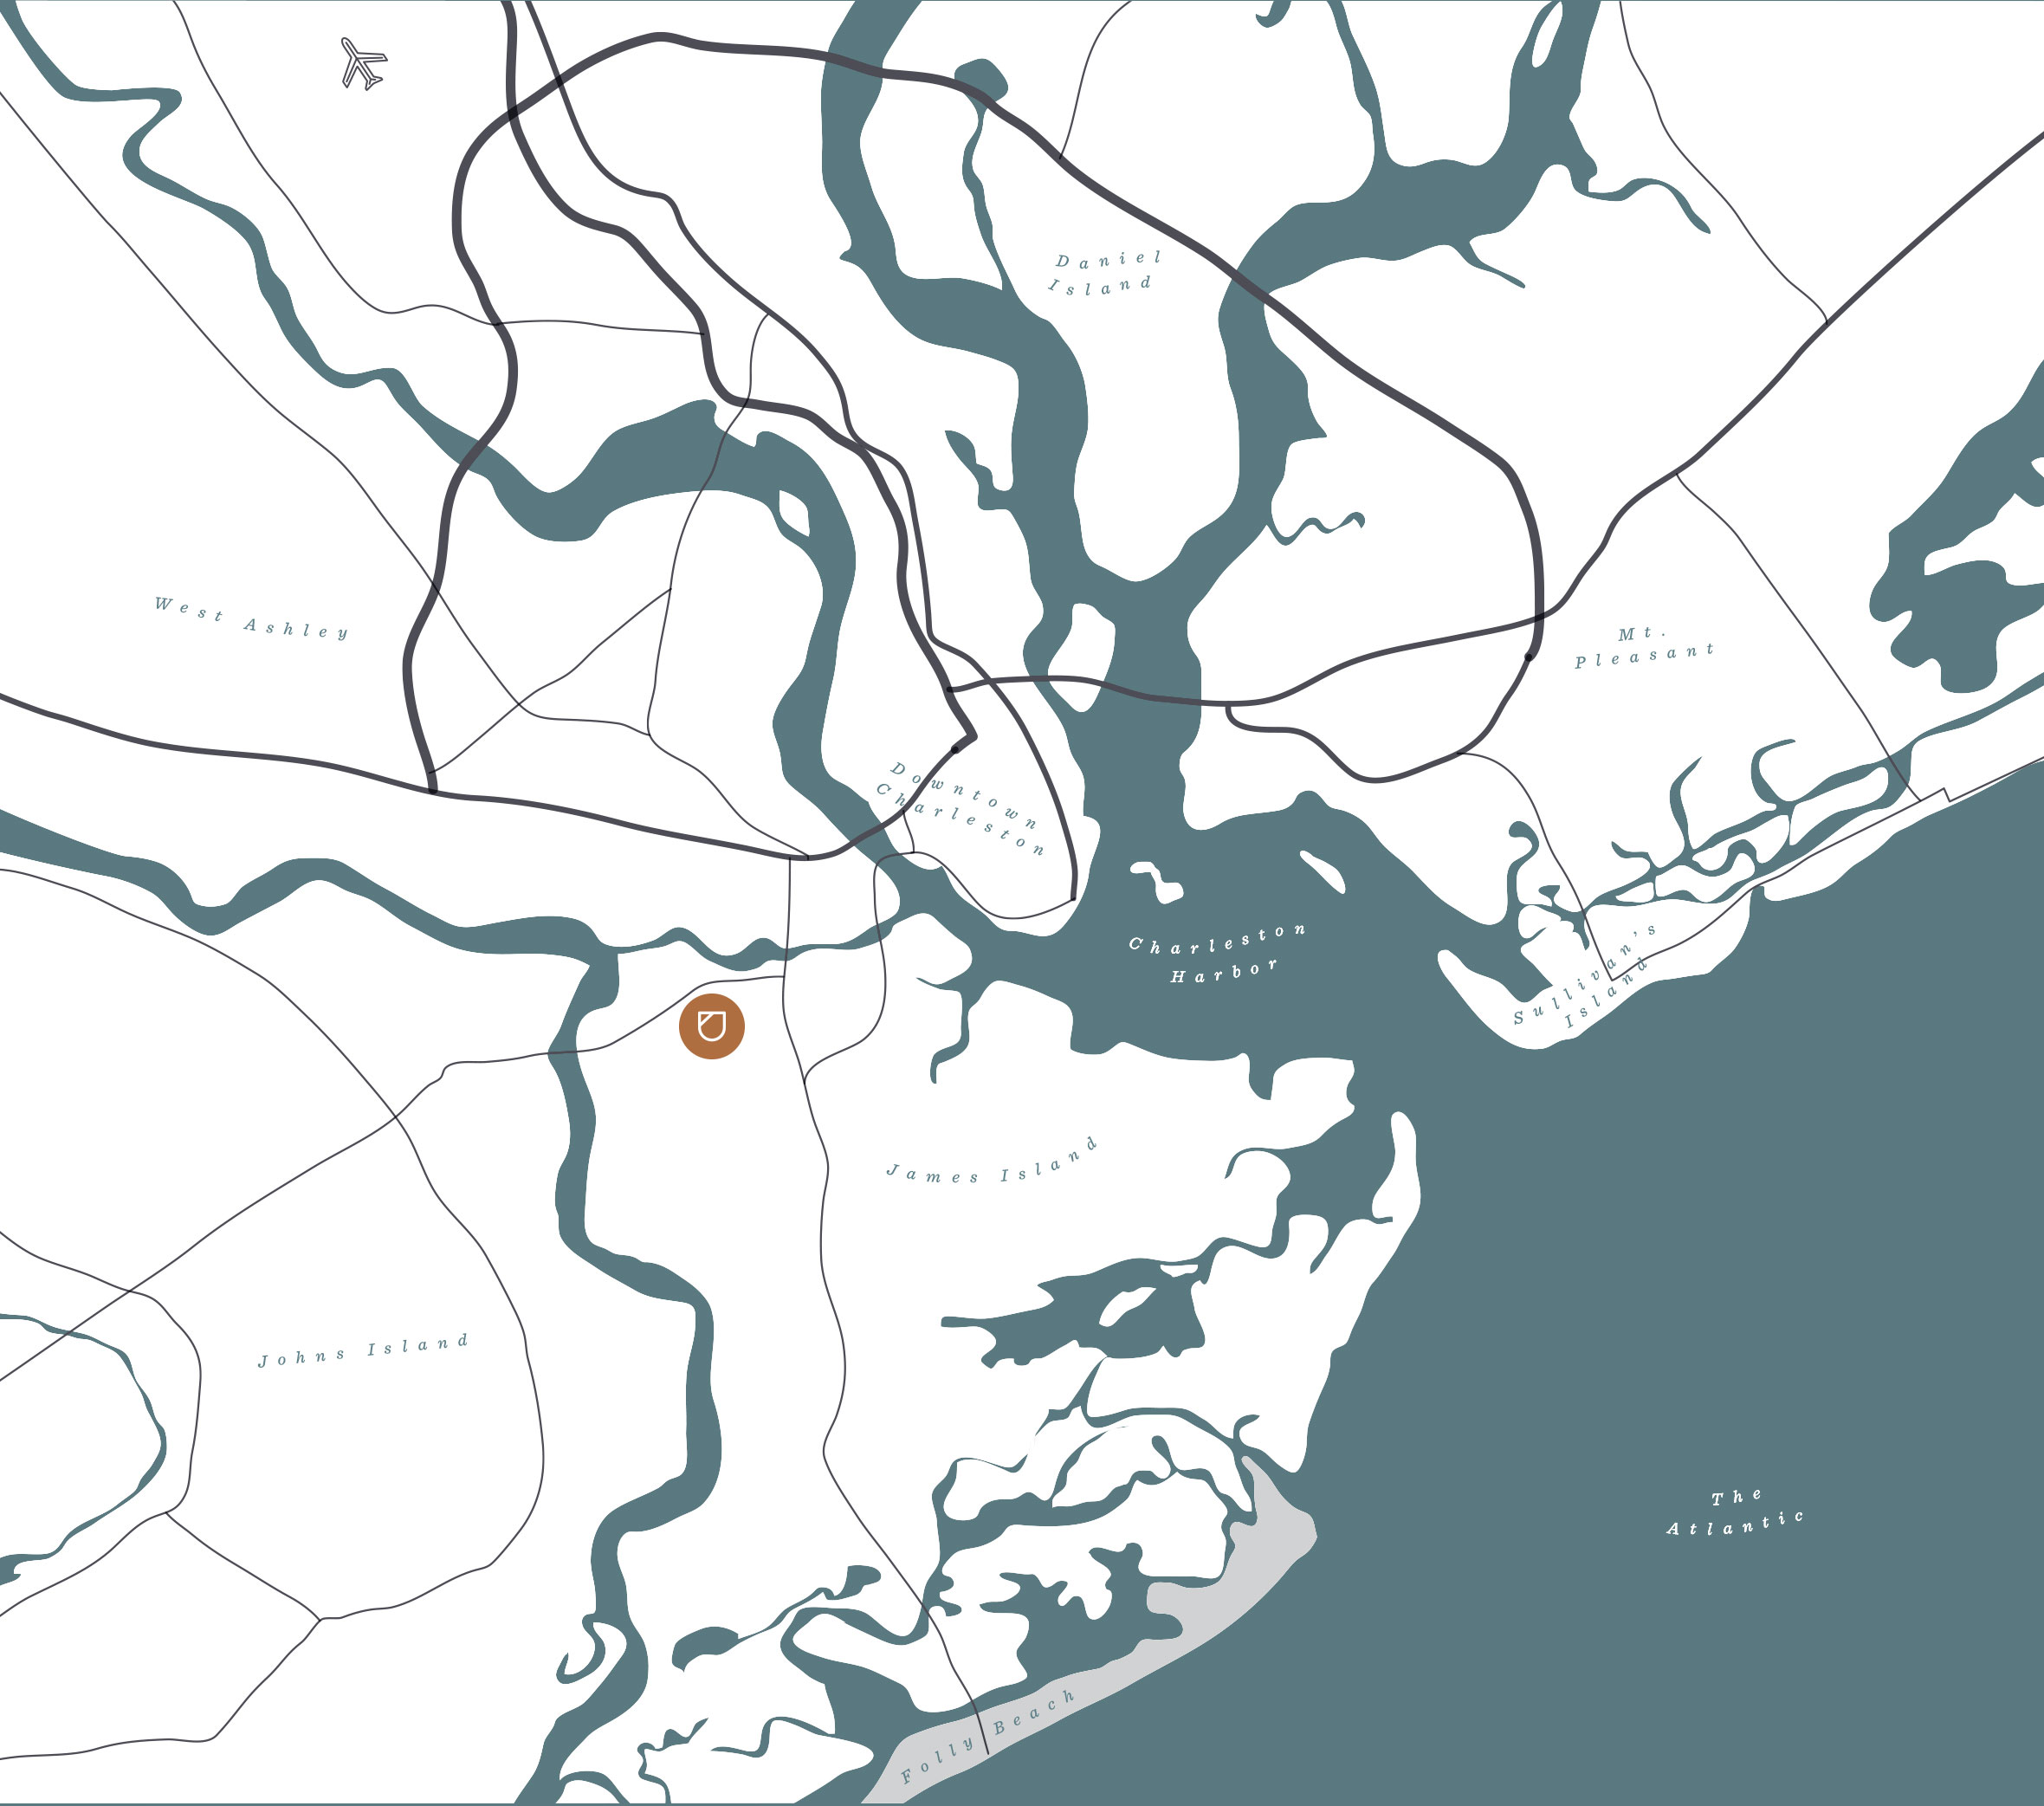 Daniel
Island
West Ashley
Mt.
Pleasant
Downtown
Charleston
Charleston
Harbor
Sullivan's
Island
James Island
Johns Island
The
Atlantic
Folly Beach